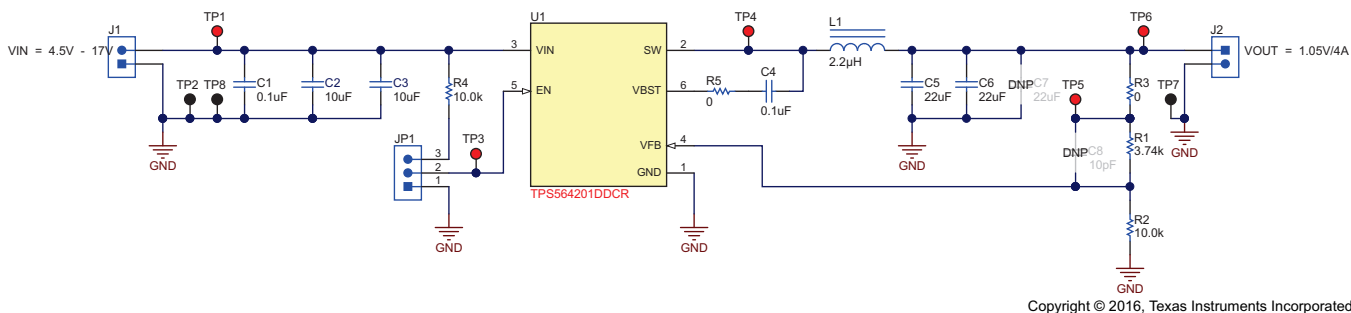 J1
VIN = 4.5V - 17V
TP1
TP2
TP8
C1
0.1uF
C2
10uF
C3
10uF
R4
10.0k
GND
JP1
3
2
1
TP3
GND
U1
3
VIN
5
EN
SW
2
VBST
6
VFB
4
GND
1
TPS564201DDCR
GND
TP4
R5
0
C4
0.1uF
L1
2.2µH
C5
22uF
C6
22uF
DNP
C7
22uF
GND
TP5
DNP
C8
10pF
TP6
R3
0
R1
3.74k
R2
10.0k
GND
TP7
GND
J2
VOUT = 1.05V/4A
Copyright © 2016, Texas Instruments Incorporated